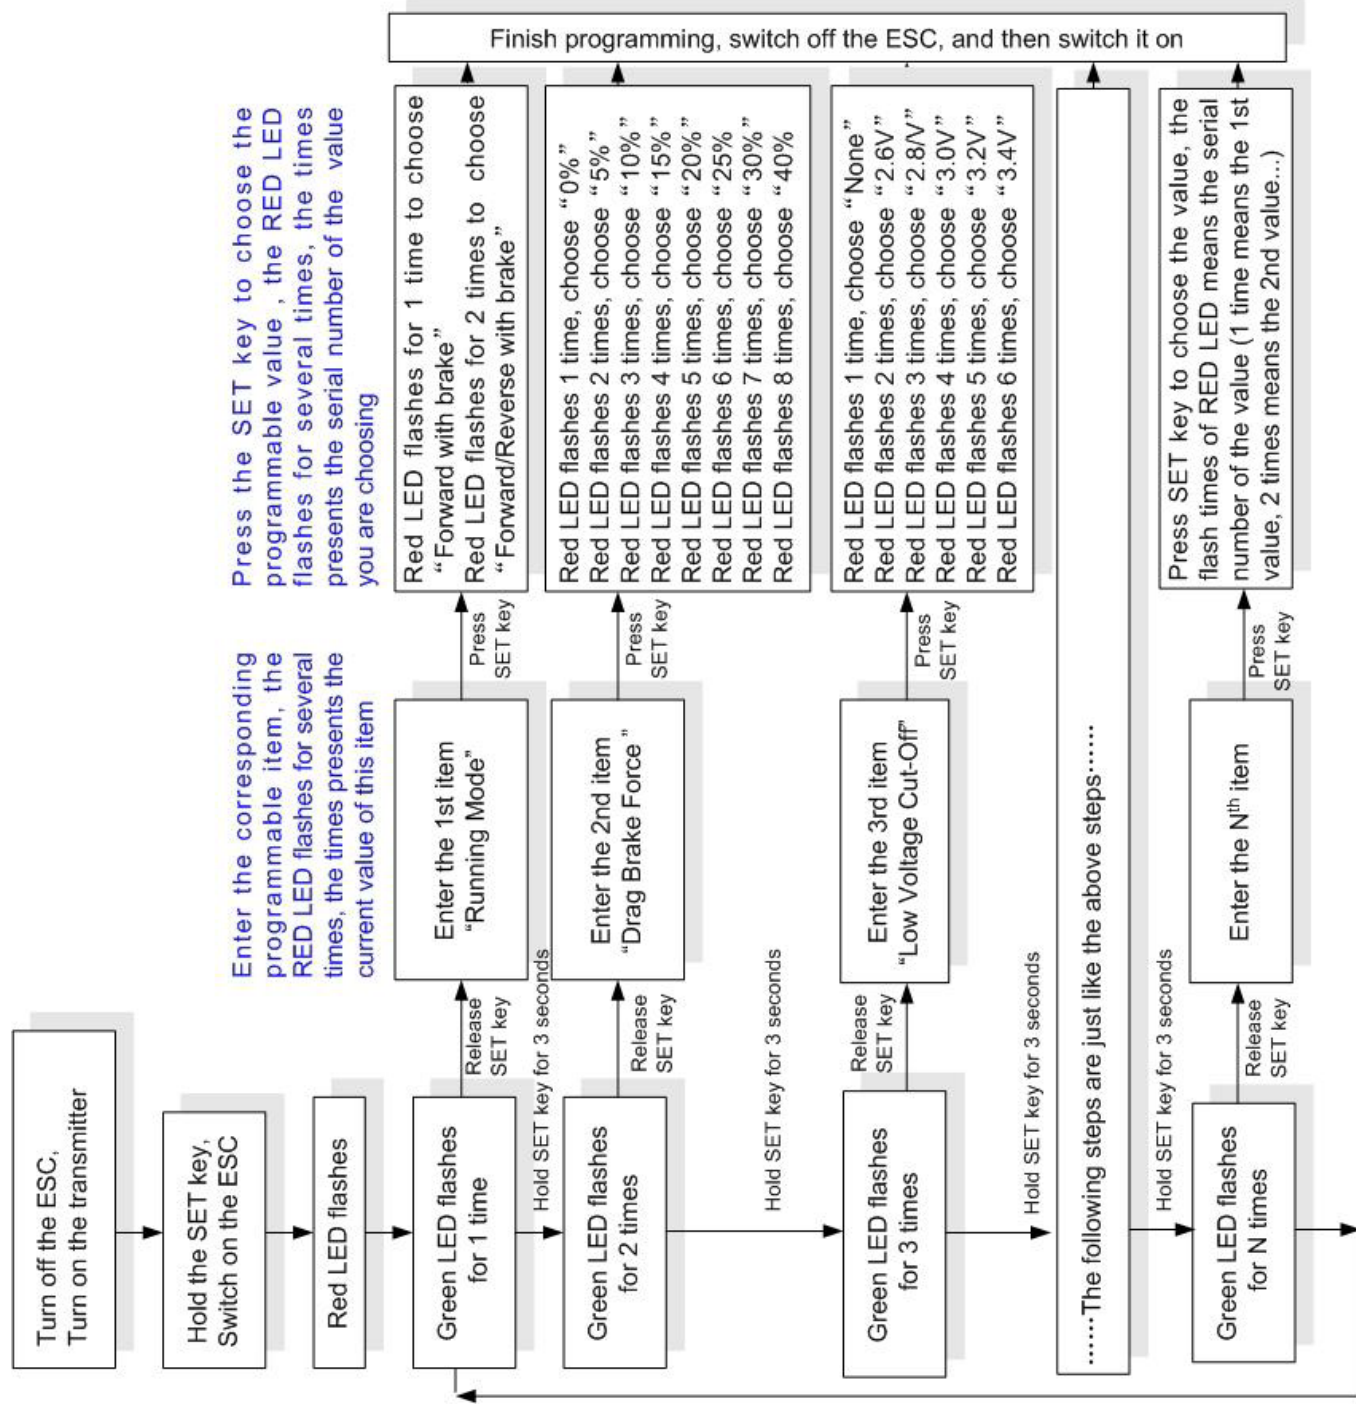 Turn off the ESC,
Turn on the transmitter
Hold the SET key,
Switch on the ESC
Red LED flashes
Enter the corresponding
programmable item, the
RED LED flashes for several
times, the times presents the
current value of this item
Press the SET key to choose the
programmable value , the RED LED
flashes for several times, the times
presents the serial number of the value
you are choosing
Green LED flashes
for 1 time
Release
SET key
Enter the 1st item
“Running Mode”
Press
SET key
Red LED flashes for 1 time to choose
“Forward with brake”
Red LED flashes for 2 times to choose
“Forward/Reverse with brake”
Hold SET key for 3 seconds
Green LED flashes
for 2 times
Release
SET key
Enter the 2nd item
“Drag Brake Force ”
Press
SET key
Red LED flashes 1 time, choose “0%”
Red LED flashes 2 times, choose “5%”
Red LED flashes 3 times, choose “10%”
Red LED flashes 4 times, choose “15%”
Red LED flashes 5 times, choose “20%”
Red LED flashes 6 times, choose “25%
Red LED flashes 7 times, choose “30%”
Red LED flashes 8 times, choose “40%
Hold SET key for 3 seconds
Green LED flashes
for 3 times
Release
SET key
Enter the 3rd item
“Low Voltage Cut-Off”
Press
SET key
Red LED flashes 1 time, choose “None”
Red LED flashes 2 times, choose “2.6V”
Red LED flashes 3 times, choose “2.8/V”
Red LED flashes 4 times, choose “3.0V”
Red LED flashes 5 times, choose “3.2V”
Red LED flashes 6 times, choose “3.4V”
Hold SET key for 3 seconds
......The following steps are just like the above steps......
Hold SET key for 3 seconds
Green LED flashes
for N times
Release
SET key
Enter the Nth item
Press
SET key
Press SET key to choose the value, the
flash times of RED LED means the serial
number of the value (1 time means the 1st
value, 2 times means the 2nd value...)
Finish programming, switch off the ESC, and then switch it on